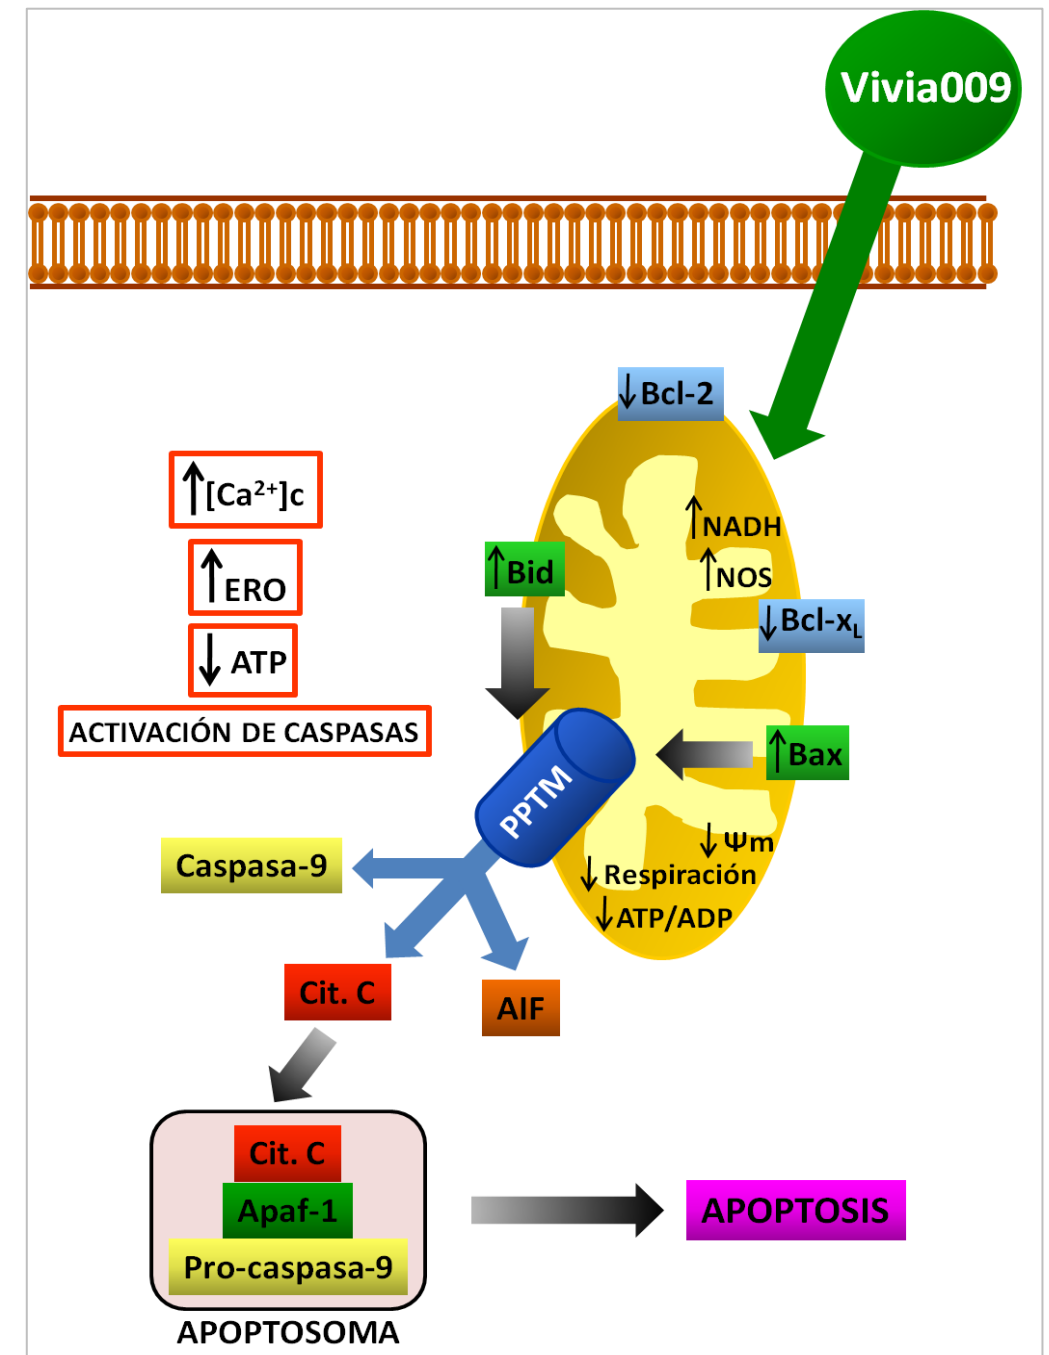 Vivia009
↓Bcl-2
↑[Ca²⁺]c
↑NADH
↑Bid
↑NOS
↑ERO
↓Bcl-xL
↓ ATP
ACTIVACIÓN DE CASPASAS
↑Bax
PPTM
↓ Ψm
Caspasa-9
↓ Respiración
↓ATP/ADP
Cit. C
AIF
Cit. C
Apaf-1
APOPTOSIS
Pro-caspasa-9
APOPTOSOMA